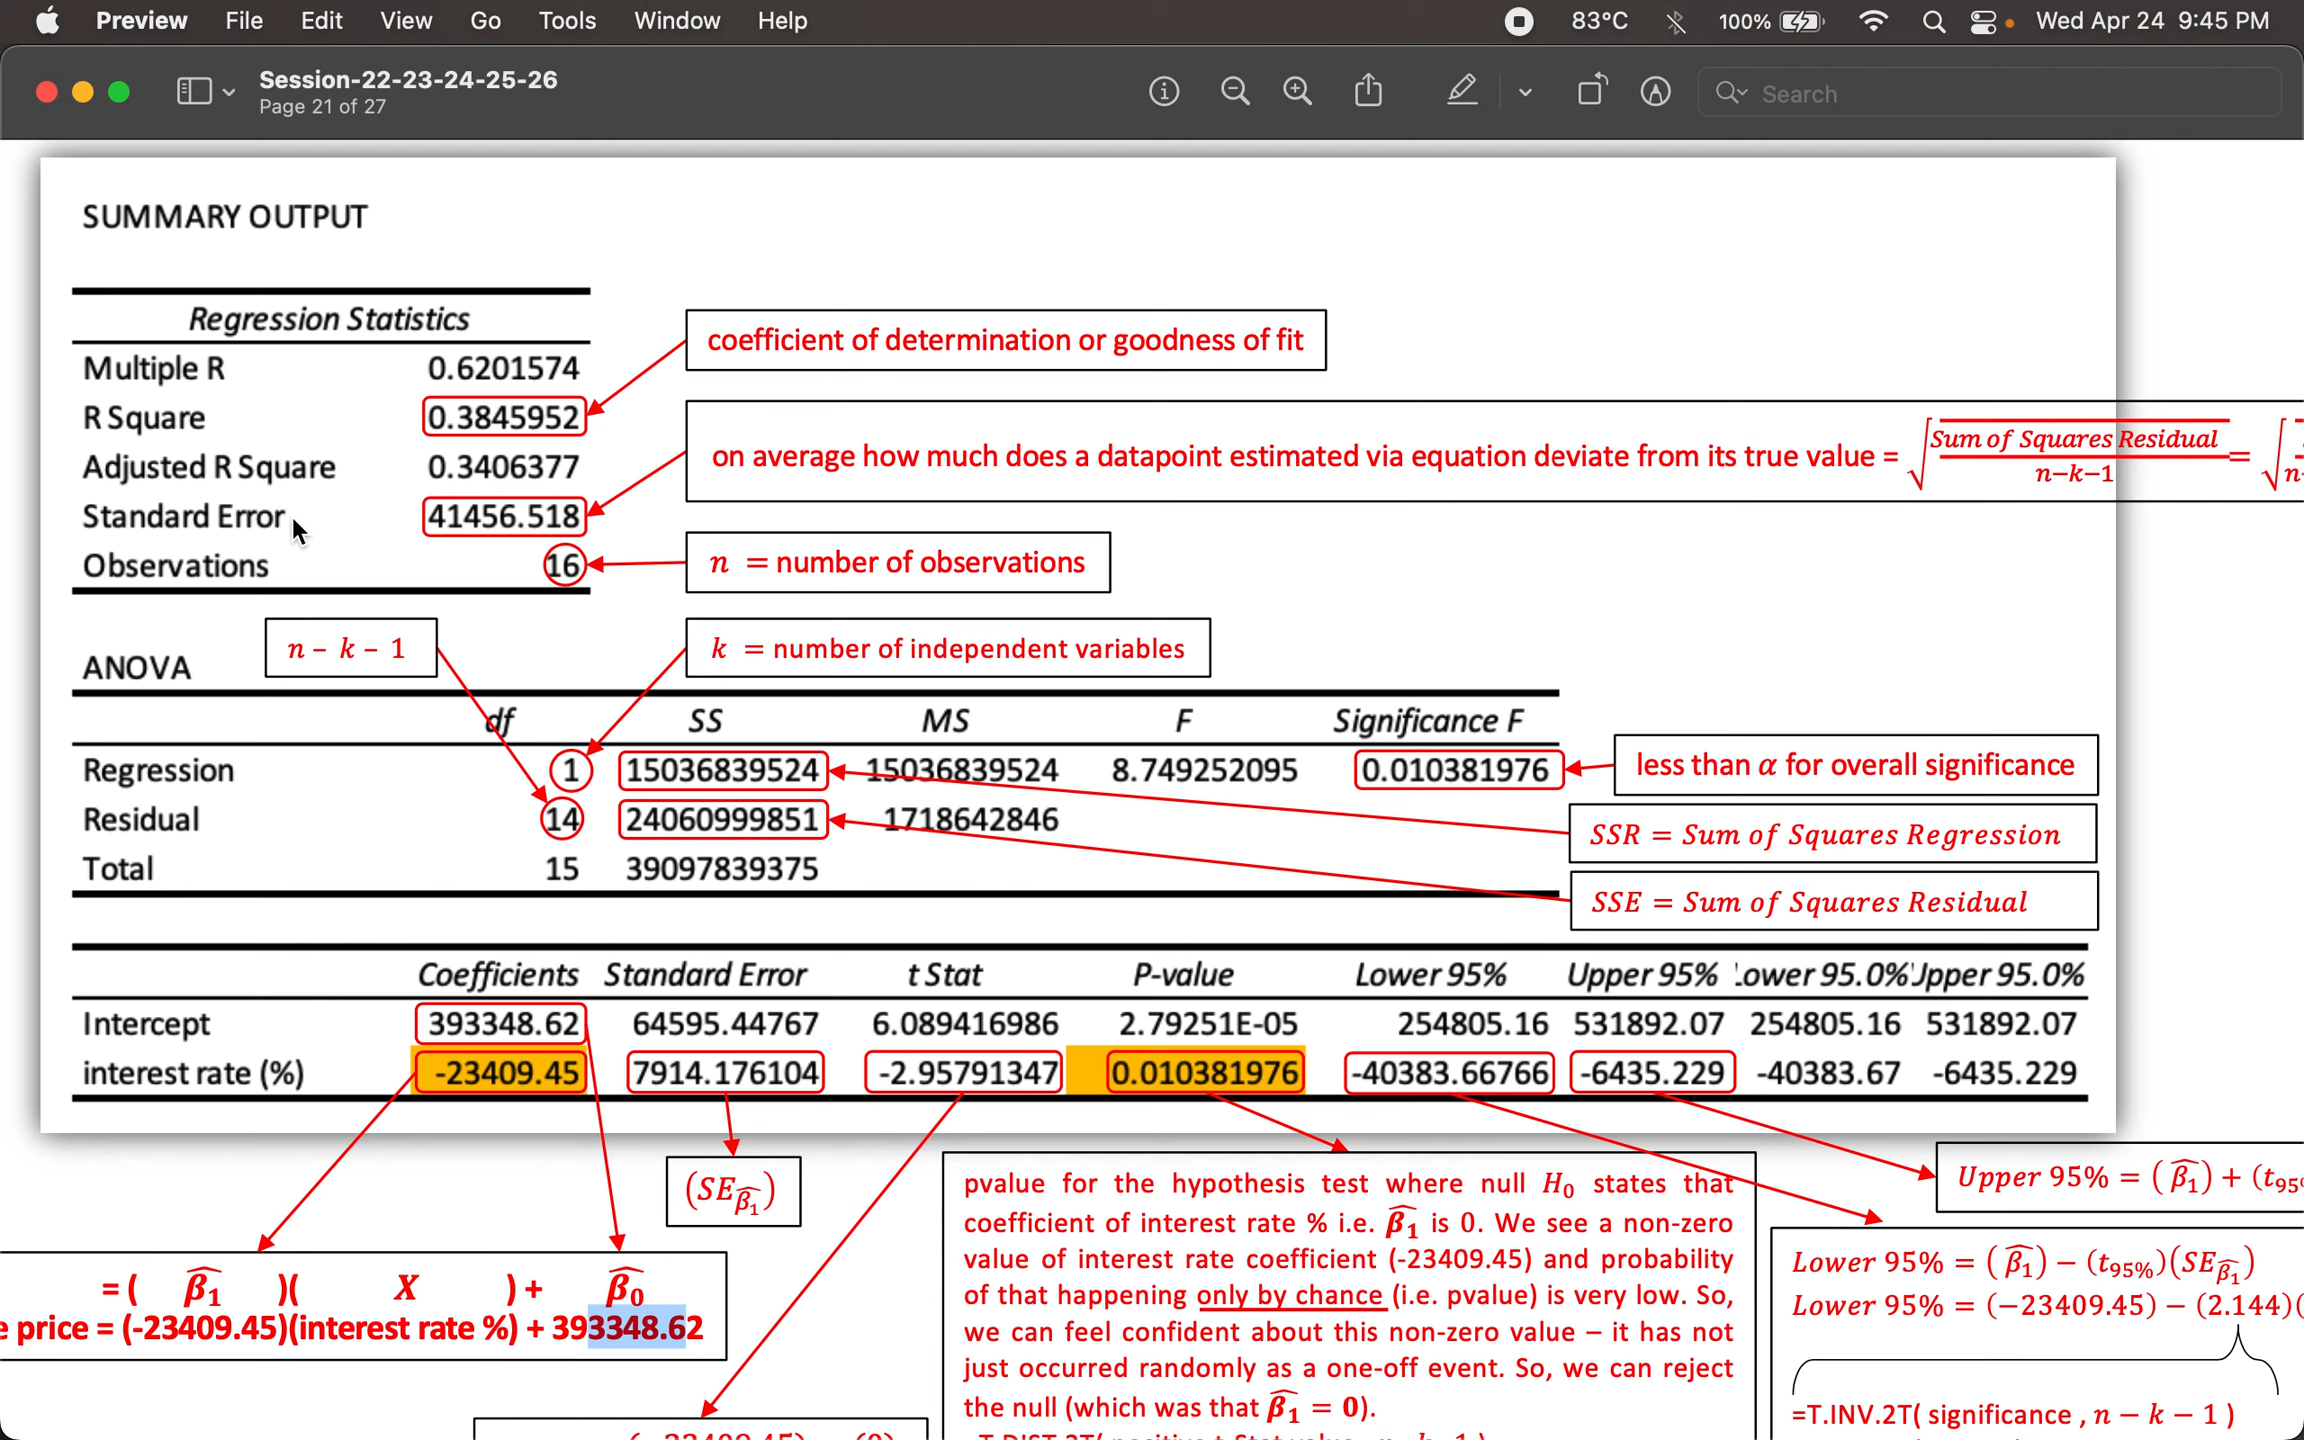 Preview File Edit View Go Tools Window Help 83°C 100% Wed Apr 24 9:45 PM
Session-22-23-24-25-26
Page 21 of 27
Search
SUMMARY OUTPUT
Regression Statistics
Multiple R 0.6201574
R Square 0.3845952
Adjusted R Square 0.3406377
Standard Error 41456.518
Observations 16
coefficient of determination or goodness of fit
on average how much does a datapoint estimated via equation deviate from its true value = √(Sum of Squares Residual / n−k−1) = √
n = number of observations
n − k − 1
k = number of independent variables
ANOVA
df SS MS F Significance F
Regression 1 15036839524 15036839524 8.749252095 0.010381976
Residual 14 24060999851 1718642846
Total 15 39097839375
less than α for overall significance
SSR = Sum of Squares Regression
SSE = Sum of Squares Residual
Coefficients Standard Error t Stat P-value Lower 95% Upper 95% Lower 95.0% Upper 95.0%
Intercept 393348.62 64595.44767 6.089416986 2.79251E-05 254805.16 531892.07 254805.16 531892.07
interest rate (%) -23409.45 7914.176104 -2.95791347 0.010381976 -40383.66766 -6435.229 -40383.67 -6435.229
(SE β̂₁)
= ( β̂₁ )( X ) + β̂₀
e price = (-23409.45)(interest rate %) + 393348.62
pvalue for the hypothesis test where null H₀ states that
coefficient of interest rate % i.e. β̂₁ is 0. We see a non-zero
value of interest rate coefficient (-23409.45) and probability
of that happening only by chance (i.e. pvalue) is very low. So,
we can feel confident about this non-zero value – it has not
just occurred randomly as a one-off event. So, we can reject
the null (which was that β̂₁ = 0).
Upper 95% = (β̂₁) + (t95
Lower 95% = (β̂₁) − (t95%)(SE β̂₁)
Lower 95% = (−23409.45) − (2.144)(
=T.INV.2T( significance , n − k − 1 )